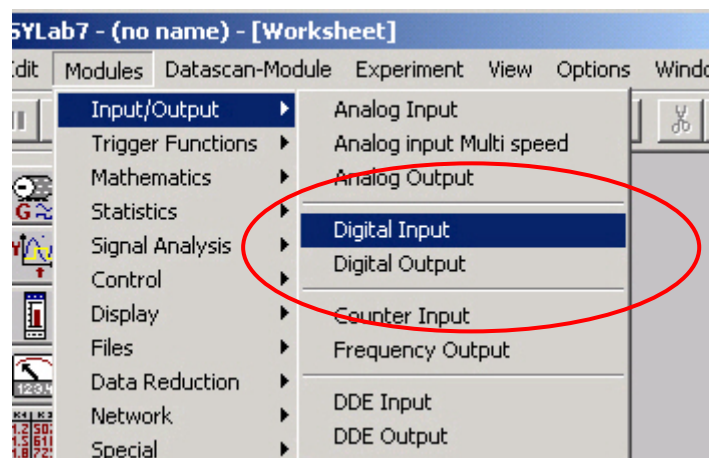 SYLab7 - (no name) - [Worksheet]
Edit Modules Datascan-Module Experiment View Options
Input/Output
Trigger Functions
Mathematics
Statistics
Signal Analysis
Control
Display
Files
Data Reduction
Network
Special
Analog Input
Analog input Multi speed
Analog Output
Digital Input
Digital Output
Counter Input
Frequency Output
DDE Input
DDE Output
G
Y